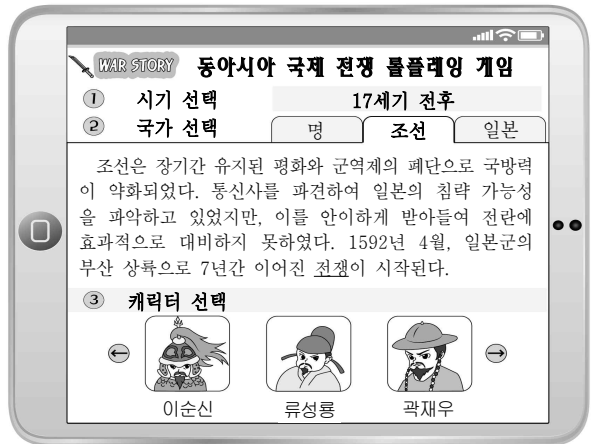 WAR STORY 동아시아 국제 전쟁 롤플레잉 게임
1 시기 선택 17세기 전후
2 국가 선택 명 조선 일본
조선은 장기간 유지된 평화와 군역제의 폐단으로 국방력
이 약화되었다. 통신사를 파견하여 일본의 침략 가능성
을 파악하고 있었지만, 이를 안이하게 받아들여 전란에
효과적으로 대비하지 못하였다. 1592년 4월, 일본군의
부산 상륙으로 7년간 이어진 전쟁이 시작된다.
3 캐릭터 선택
이순신 류성룡 곽재우